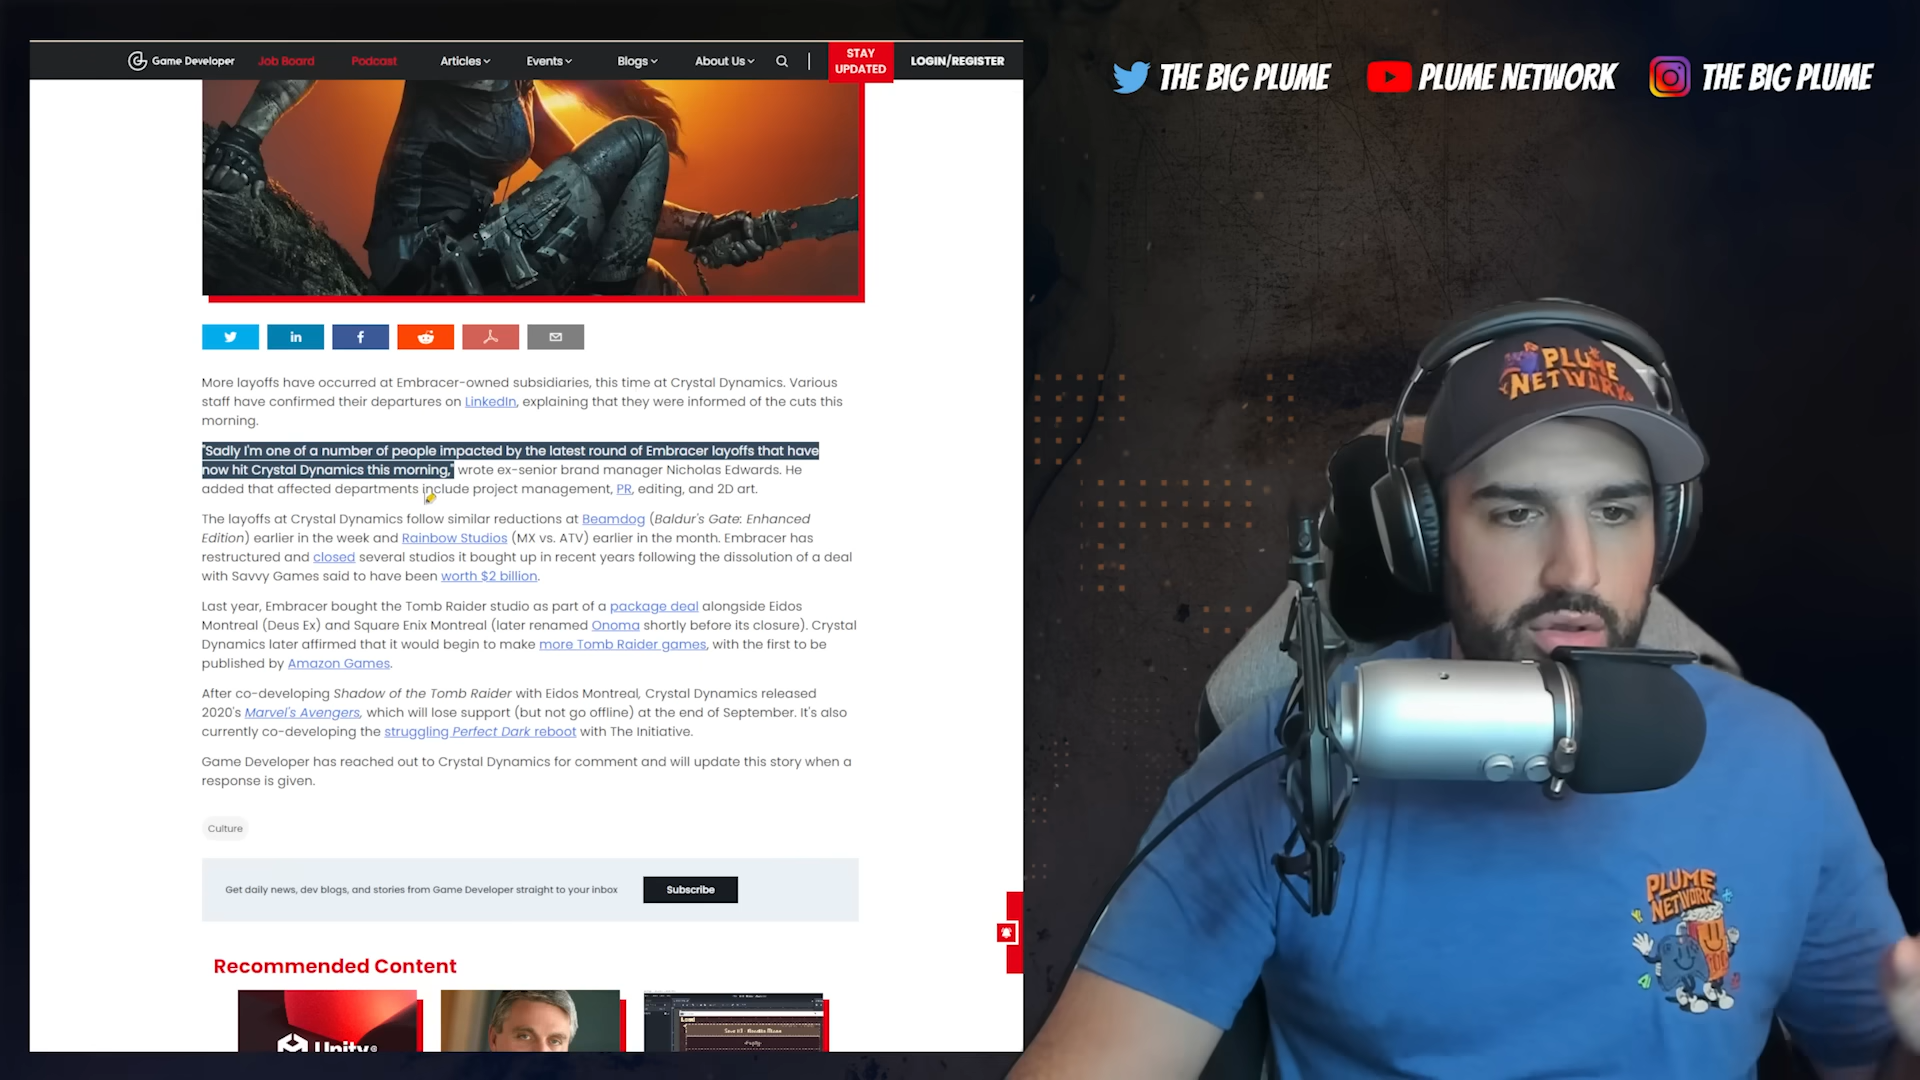 Game Developer
Job Board
Podcast
Articles
Events
Blogs
About Us
STAY
UPDATED
LOGIN/REGISTER
THE BIG PLUME
PLUME NETWORK
THE BIG PLUME
in
f
More layoffs have occurred at Embracer-owned subsidiaries, this time at Crystal Dynamics. Various
staff have confirmed their departures on LinkedIn, explaining that they were informed of the cuts this
morning.
"Sadly I'm one of a number of people impacted by the latest round of Embracer layoffs that have
now hit Crystal Dynamics this morning," wrote ex-senior brand manager Nicholas Edwards. He
added that affected departments include project management, PR, editing, and 2D art.
The layoffs at Crystal Dynamics follow similar reductions at Beamdog (Baldur's Gate: Enhanced
Edition) earlier in the week and Rainbow Studios (MX vs. ATV) earlier in the month. Embracer has
restructured and closed several studios it bought up in recent years following the dissolution of a deal
with Savvy Games said to have been worth $2 billion.
Last year, Embracer bought the Tomb Raider studio as part of a package deal alongside Eidos
Montreal (Deus Ex) and Square Enix Montreal (later renamed Onoma shortly before its closure). Crystal
Dynamics later affirmed that it would begin to make more Tomb Raider games, with the first to be
published by Amazon Games.
After co-developing Shadow of the Tomb Raider with Eidos Montreal, Crystal Dynamics released
2020's Marvel's Avengers, which will lose support (but not go offline) at the end of September. It's also
currently co-developing the struggling Perfect Dark reboot with The Initiative.
Game Developer has reached out to Crystal Dynamics for comment and will update this story when a
response is given.
Culture
Get daily news, dev blogs, and stories from Game Developer straight to your inbox
Subscribe
Recommended Content
Unity
Load
PLUME
NETWORK
PLUME
NETWORK